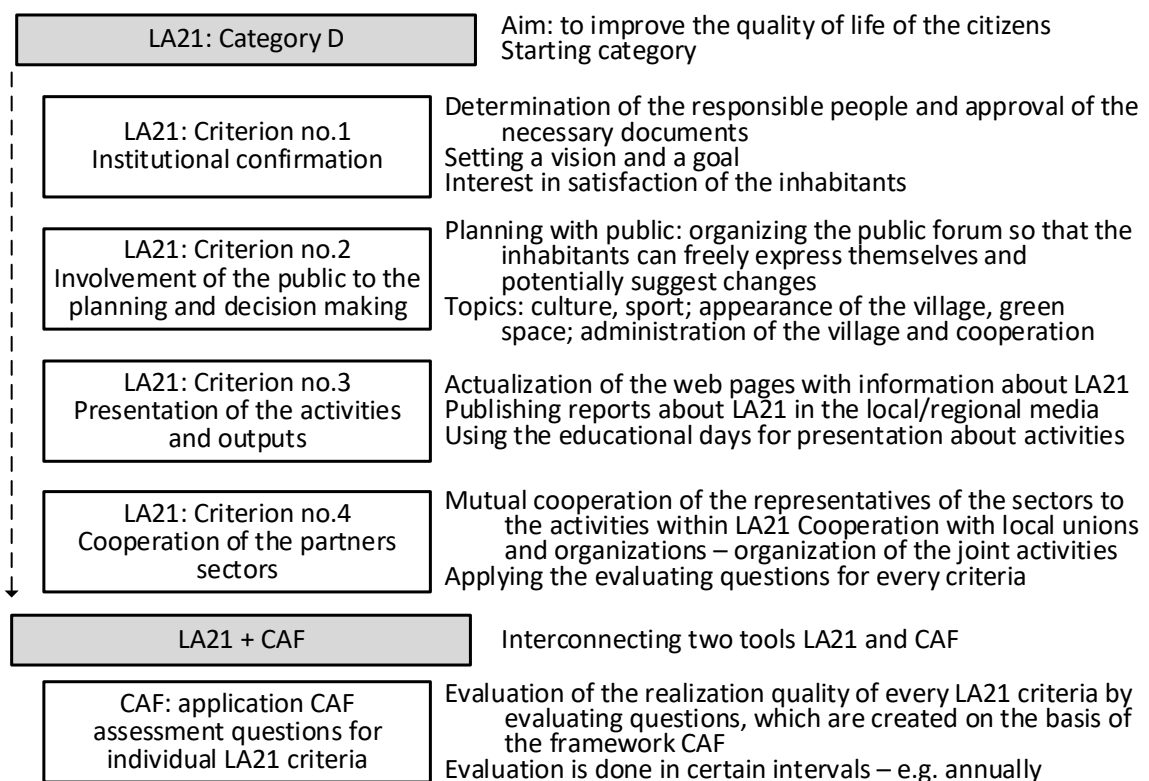 LA21: Category D
Aim: to improve the quality of life of the citizens
Starting category
LA21: Criterion no.1
Institutional confirmation
Determination of the responsible people and approval of the
necessary documents
Setting a vision and a goal
Interest in satisfaction of the inhabitants
LA21: Criterion no.2
Involvement of the public to the
planning and decision making
Planning with public: organizing the public forum so that the
inhabitants can freely express themselves and
potentially suggest changes
Topics: culture, sport; appearance of the village, green
space; administration of the village and cooperation
LA21: Criterion no.3
Presentation of the activities
and outputs
Actualization of the web pages with information about LA21
Publishing reports about LA21 in the local/regional media
Using the educational days for presentation about activities
LA21: Criterion no.4
Cooperation of the partners
sectors
Mutual cooperation of the representatives of the sectors to
the activities within LA21 Cooperation with local unions
and organizations – organization of the joint activities
Applying the evaluating questions for every criteria
LA21 + CAF
Interconnecting two tools LA21 and CAF
CAF: application CAF
assessment questions for
individual LA21 criteria
Evaluation of the realization quality of every LA21 criteria by
evaluating questions, which are created on the basis of
the framework CAF
Evaluation is done in certain intervals – e.g. annually